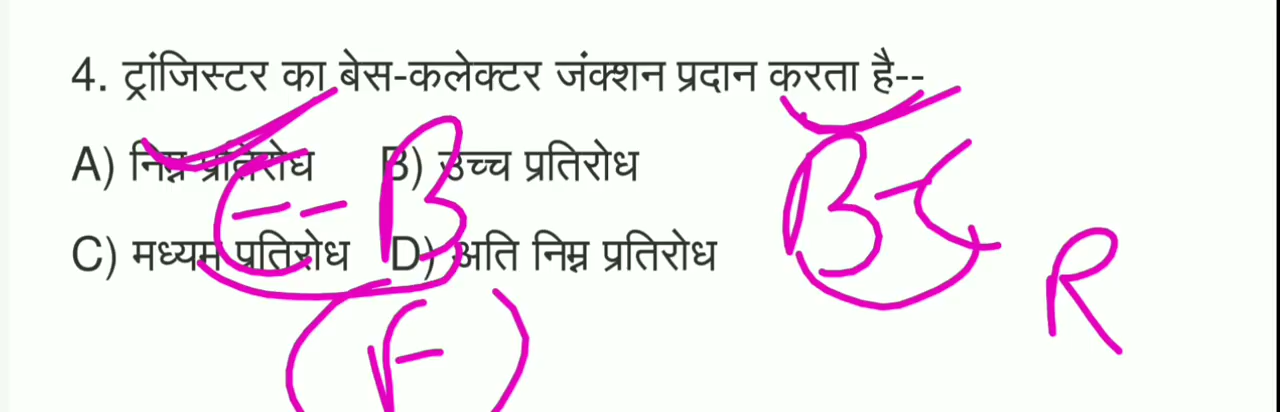 4. ट्रांजिस्टर का बेस-कलेक्टर जंक्शन प्रदान करता है--
A) निम्न प्रतिरोध B) उच्च प्रतिरोध
E - B B-C
C) मध्यम प्रतिरोध D) अति निम्न प्रतिरोध
R
(F)